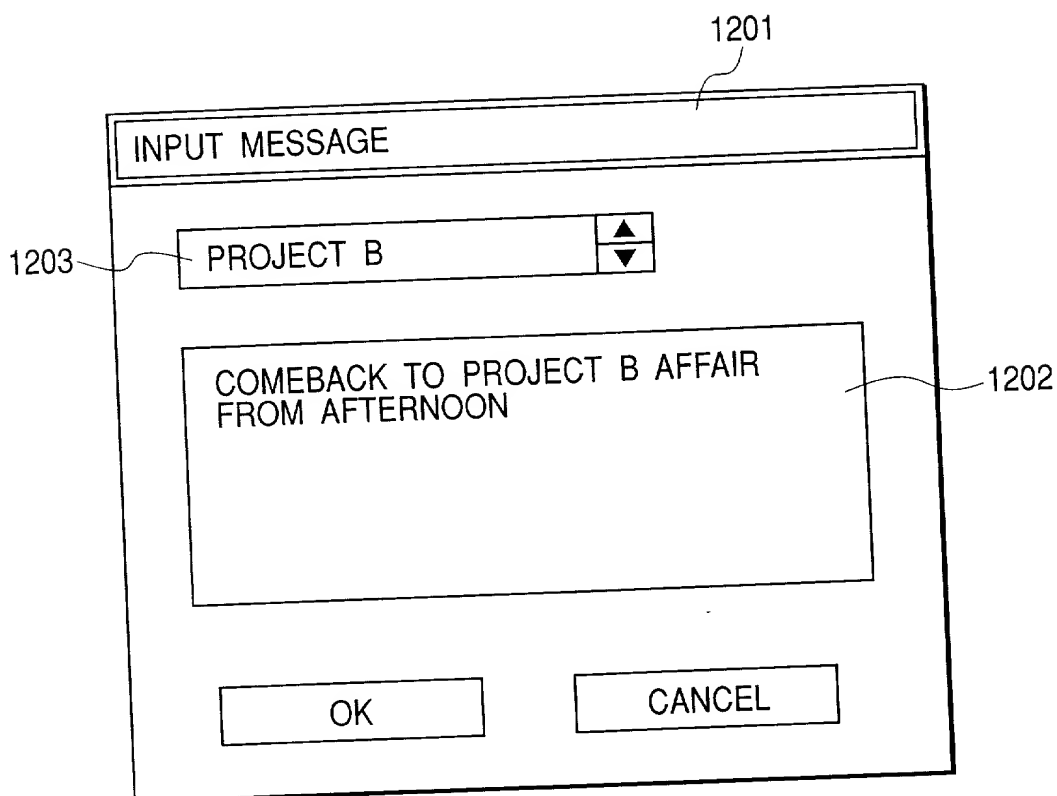 1201
INPUT MESSAGE
1203
PROJECT B
COMEBACK TO PROJECT B AFFAIR
FROM AFTERNOON
1202
OK
CANCEL